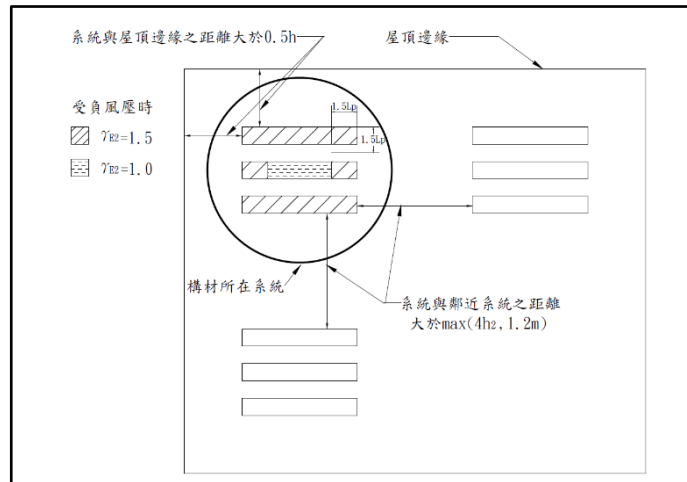 系統與屋頂邊緣之距離大於0.5h
屋頂邊緣
受負風壓時
γE2=1.5
γE2=1.0
1.5Lp
1.5Lp
構材所在系統
系統與鄰近系統之距離
大於max(4h2,1.2m)